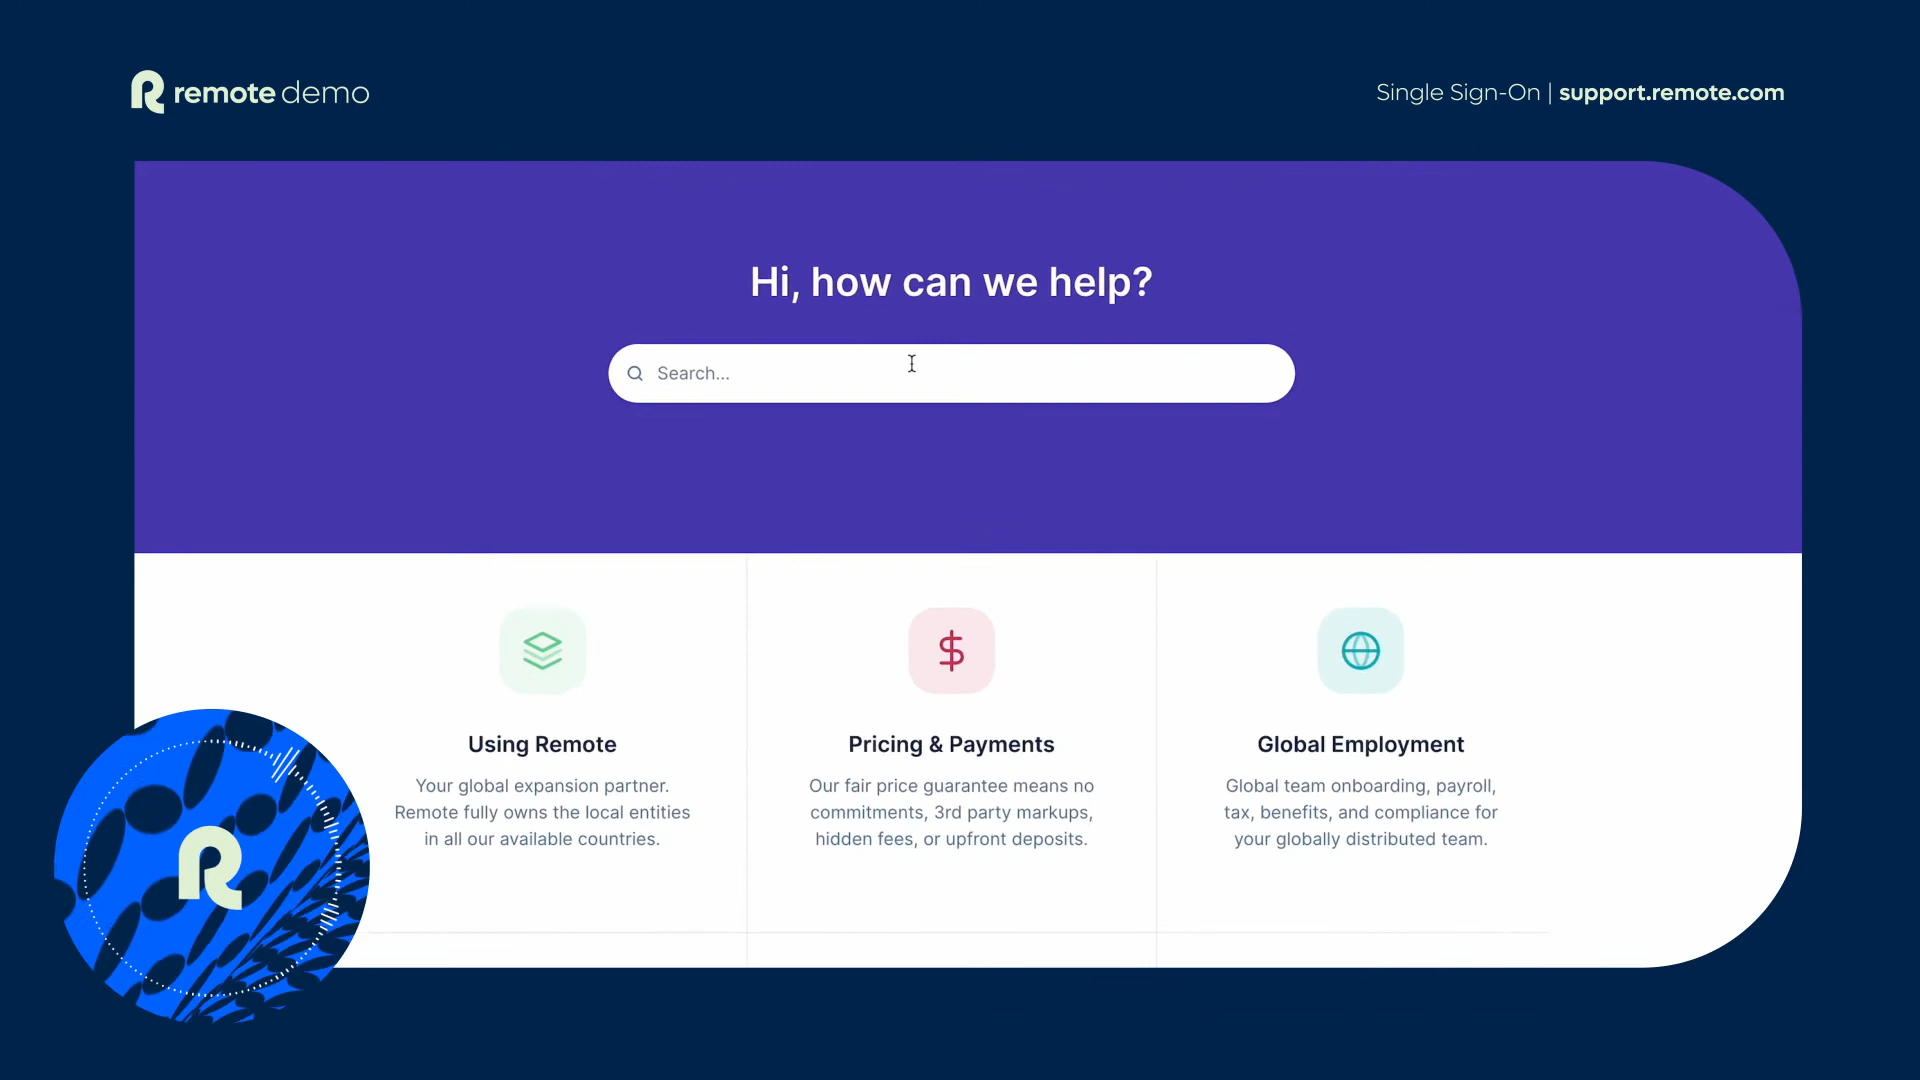 remote demo
Single Sign-On | support.remote.com
Hi, how can we help?
Search...
Using Remote
Your global expansion partner.
Remote fully owns the local entities
in all our available countries.
Pricing & Payments
Our fair price guarantee means no
commitments, 3rd party markups,
hidden fees, or upfront deposits.
Global Employment
Global team onboarding, payroll,
tax, benefits, and compliance for
your globally distributed team.